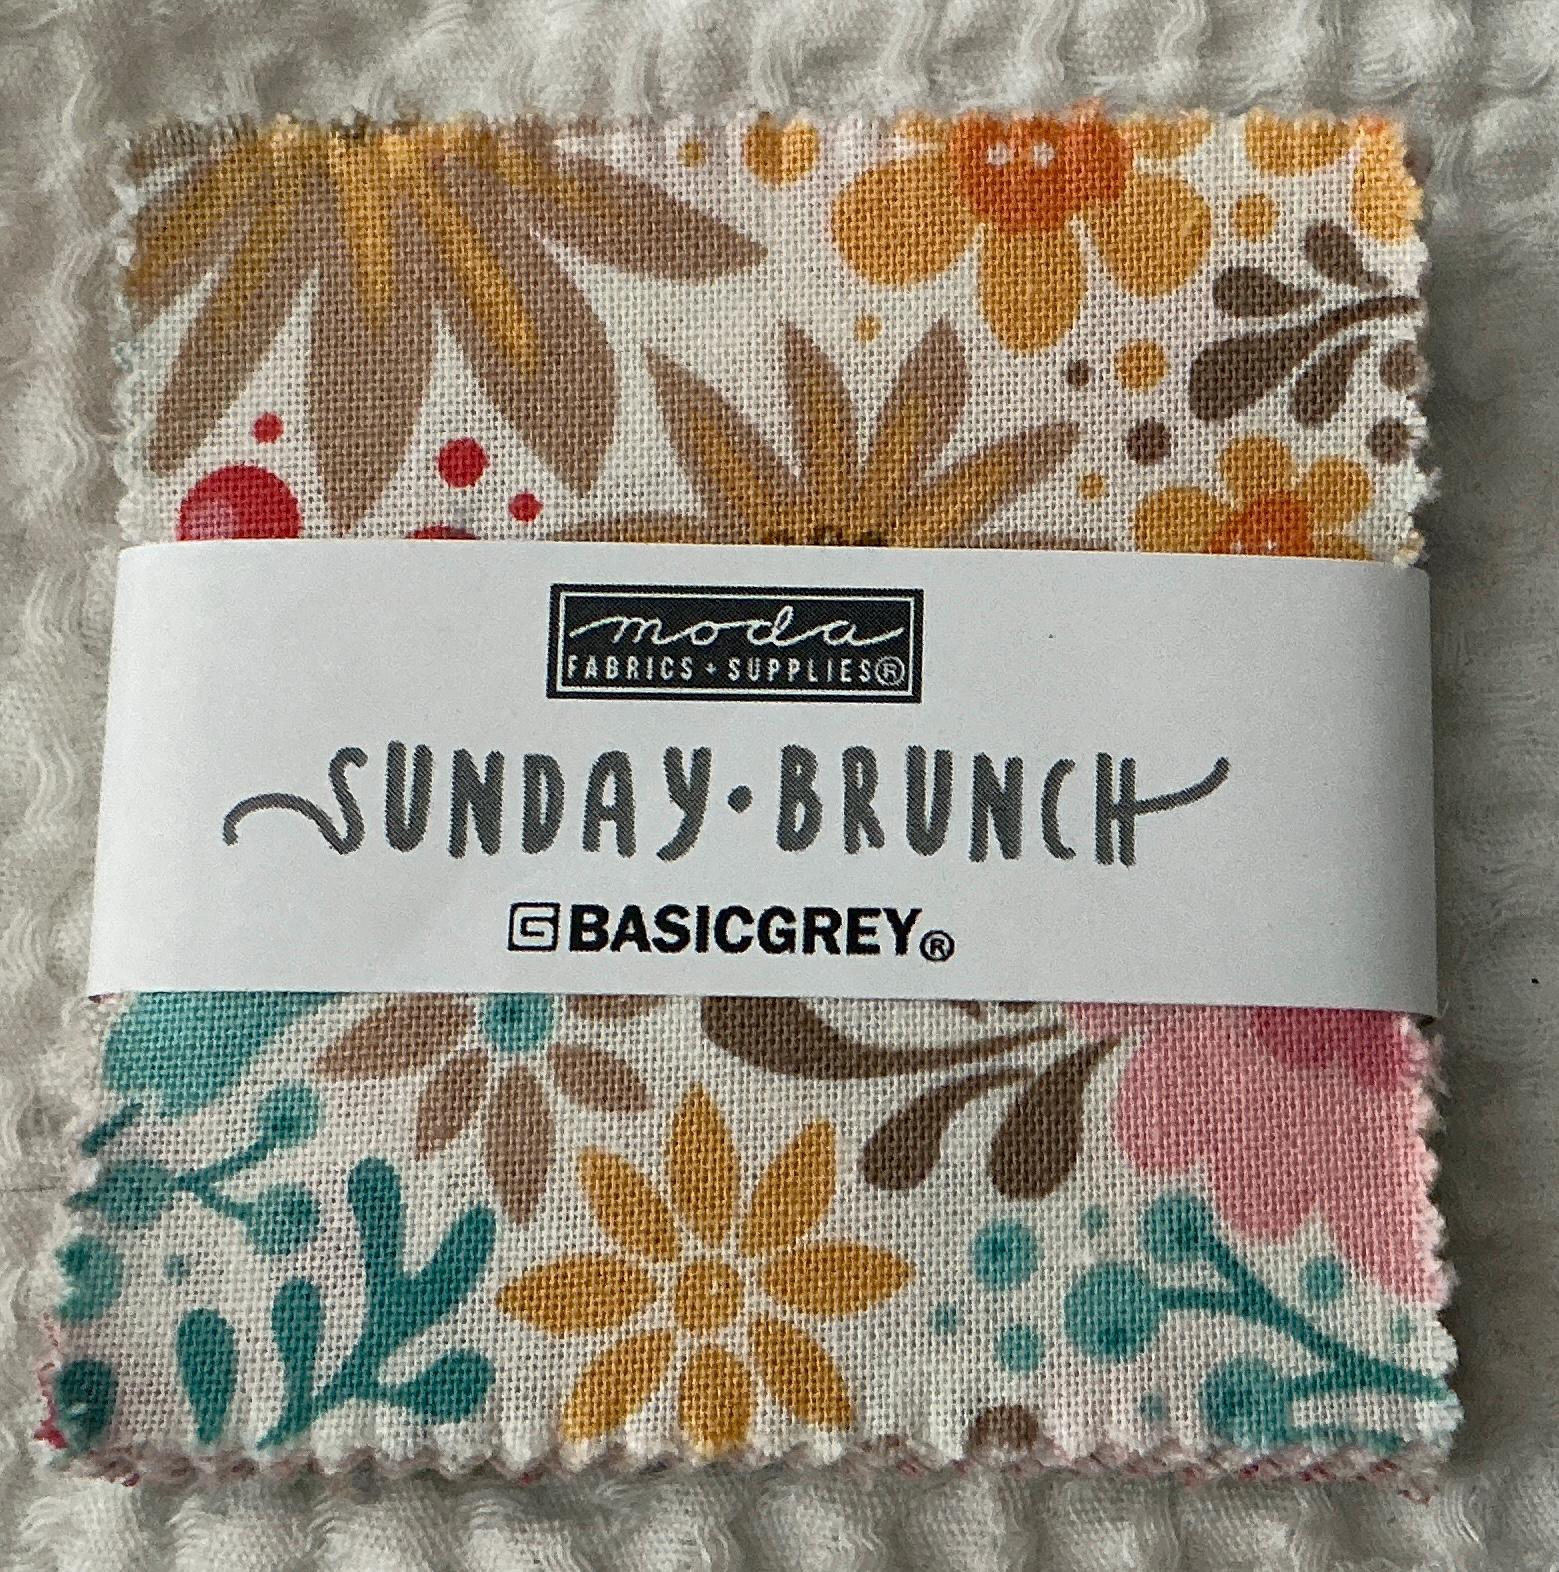 moda
FABRICS + SUPPLIES®
SUNDAY • BRUNCH
BASICGREY®